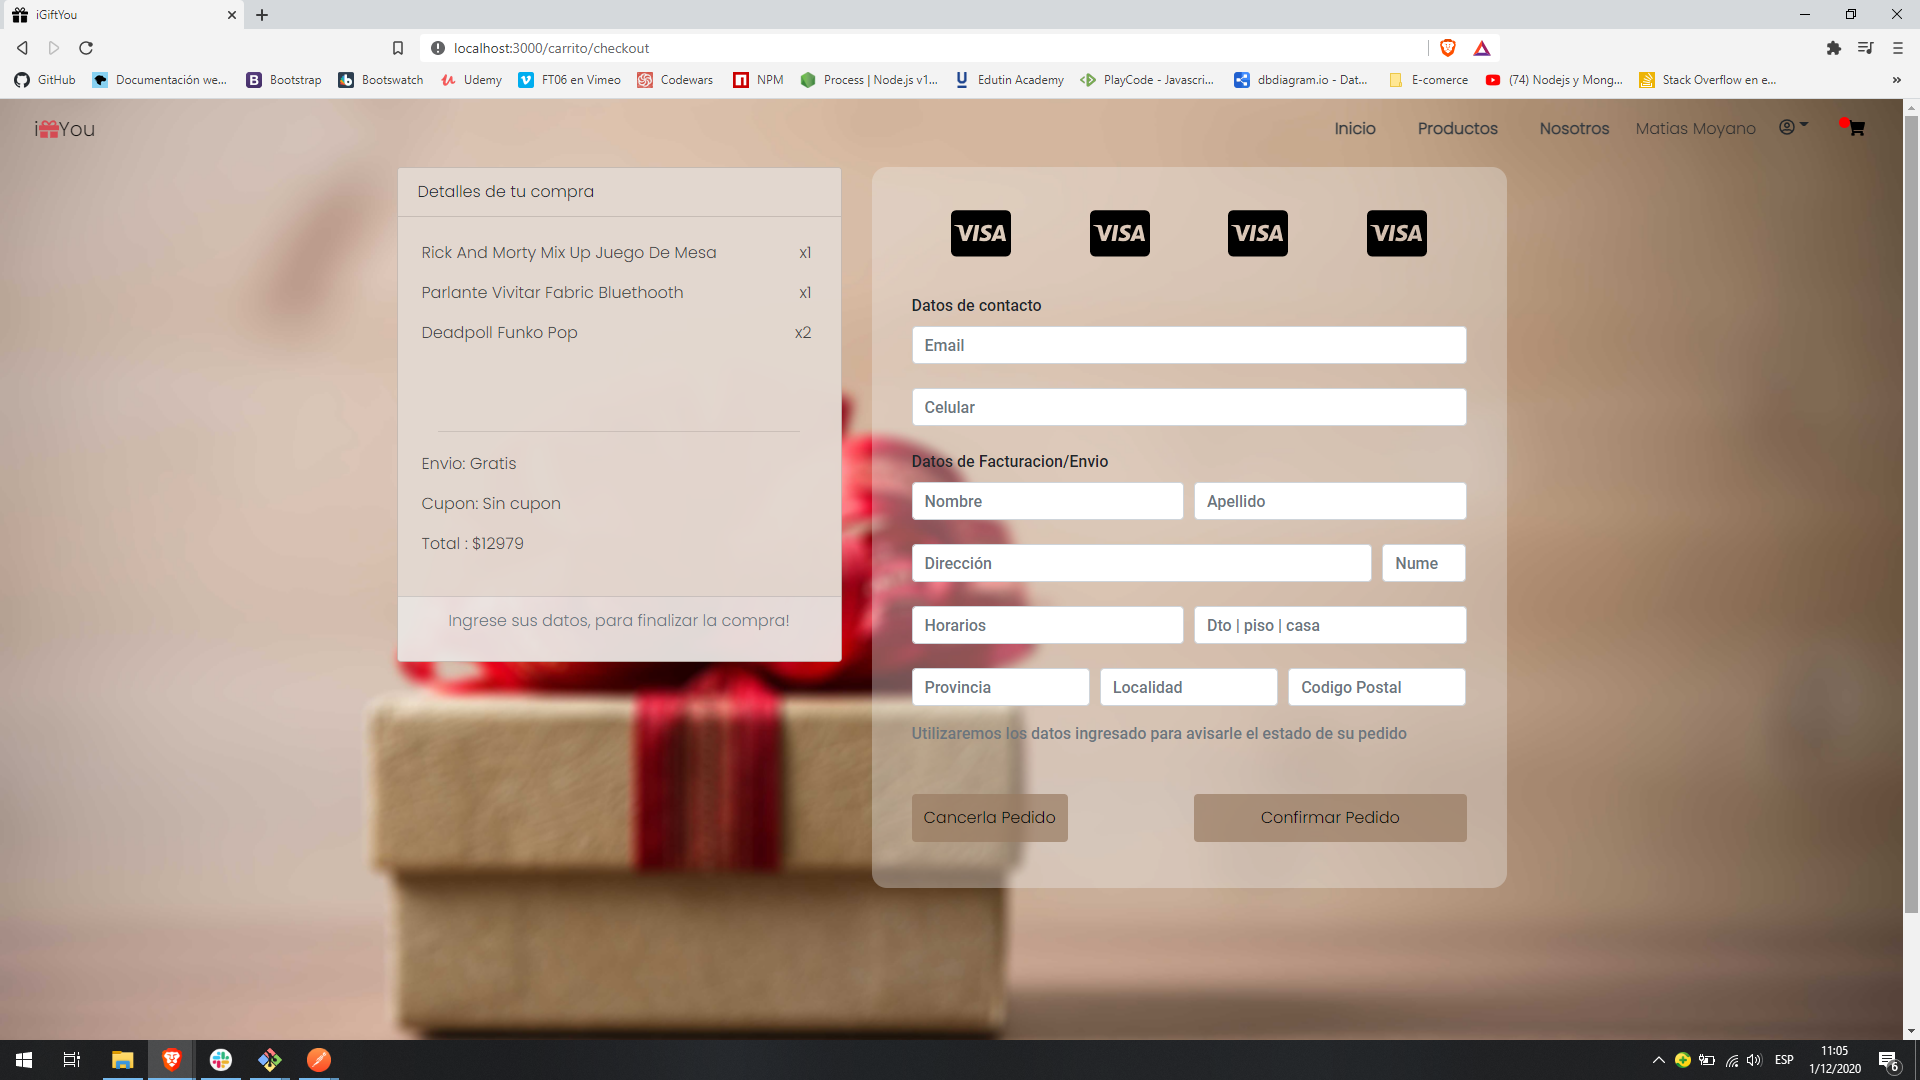 iGiftYou
localhost:3000/carrito/checkout
GitHub
Documentación we...
Bootstrap
Bootswatch
Udemy
FT06 en Vimeo
Codewars
NPM
Process | Node.js v1...
Edutin Academy
PlayCode - Javascri...
dbdiagram.io - Dat...
E-comerce
(74) Nodejs y Mong...
Stack Overflow en e...
»
i You
Inicio
Productos
Nosotros
Matias Moyano
Detalles de tu compra
Rick And Morty Mix Up Juego De Mesa x1
Parlante Vivitar Fabric Bluethooth x1
Deadpoll Funko Pop x2
Envio: Gratis
Cupon: Sin cupon
Total : $12979
Ingrese sus datos, para finalizar la compra!
VISA VISA VISA VISA
Datos de contacto
Email
Celular
Datos de Facturacion/Envio
Nombre Apellido
Dirección Nume
Horarios Dto | piso | casa
Provincia Localidad Codigo Postal
Utilizaremos los datos ingresado para avisarle el estado de su pedido
Cancerla Pedido Confirmar Pedido
ESP
11:05
1/12/2020
6